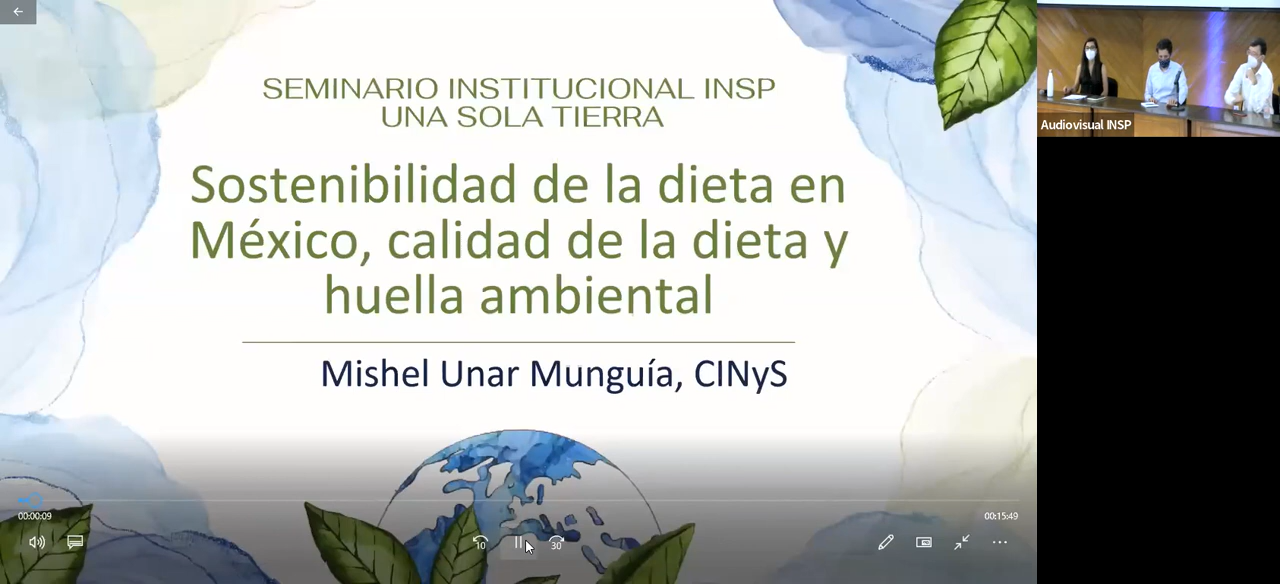 SEMINARIO INSTITUCIONAL INSP
UNA SOLA TIERRA
Sostenibilidad de la dieta en
México, calidad de la dieta y
huella ambiental
Mishel Unar Munguía, CINyS
Audiovisual INSP
00:00:09
00:15:49
10
30